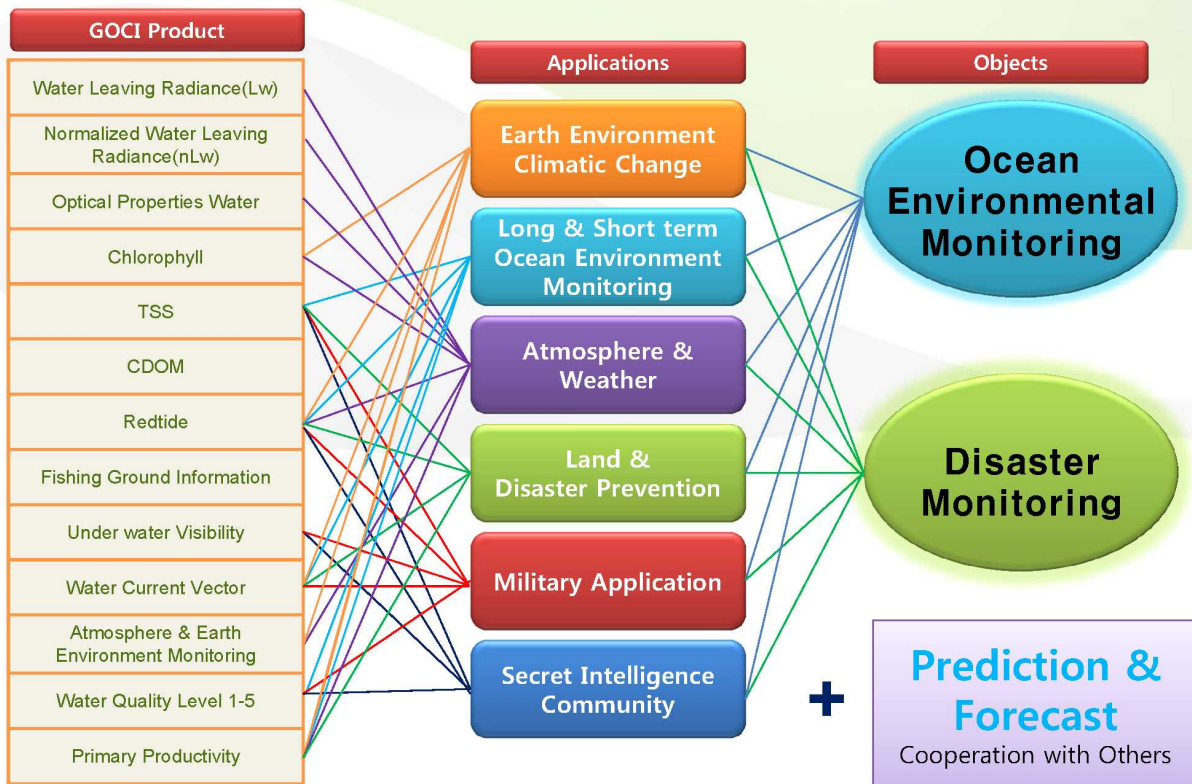 GOCI Product
Water Leaving Radiance(Lw)
Normalized Water Leaving
Radiance(nLw)
Optical Properties Water
Chlorophyll
TSS
CDOM
Redtide
Fishing Ground Information
Under water Visibility
Water Current Vector
Atmosphere & Earth
Environment Monitoring
Water Quality Level 1-5
Primary Productivity
Applications
Earth Environment
Climatic Change
Long & Short term
Ocean Environment
Monitoring
Atmosphere &
Weather
Land &
Disaster Prevention
Military Application
Secret Intelligence
Community
Objects
Ocean
Environmental
Monitoring
Disaster
Monitoring
+
Prediction &
Forecast
Cooperation with Others